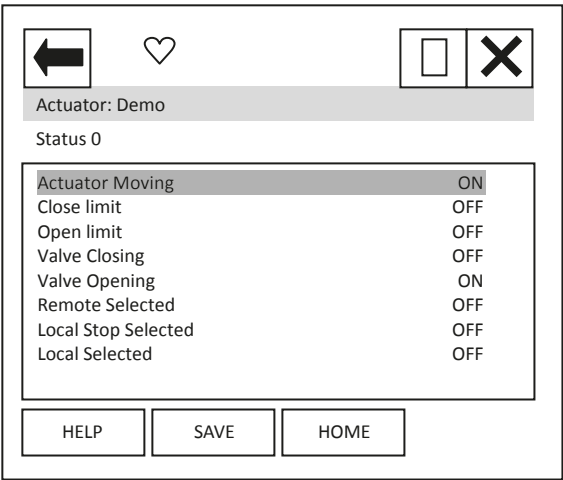 Actuator: Demo
Status 0
Actuator Moving ON
Close limit OFF
Open limit OFF
Valve Closing OFF
Valve Opening ON
Remote Selected OFF
Local Stop Selected OFF
Local Selected OFF
HELP SAVE HOME